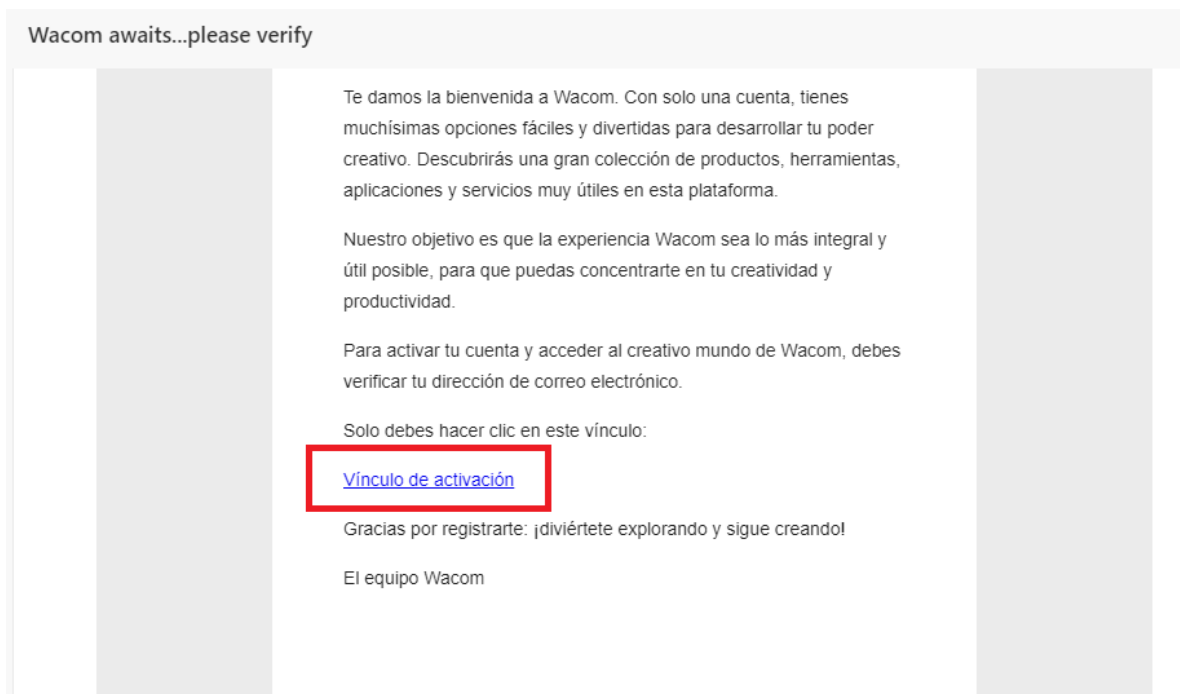 Wacom awaits...please verify
Te damos la bienvenida a Wacom. Con solo una cuenta, tienes
muchísimas opciones fáciles y divertidas para desarrollar tu poder
creativo. Descubrirás una gran colección de productos, herramientas,
aplicaciones y servicios muy útiles en esta plataforma.
Nuestro objetivo es que la experiencia Wacom sea lo más integral y
útil posible, para que puedas concentrarte en tu creatividad y
productividad.
Para activar tu cuenta y acceder al creativo mundo de Wacom, debes
verificar tu dirección de correo electrónico.
Solo debes hacer clic en este vínculo:
Vínculo de activación
Gracias por registrarte: ¡diviértete explorando y sigue creando!
El equipo Wacom